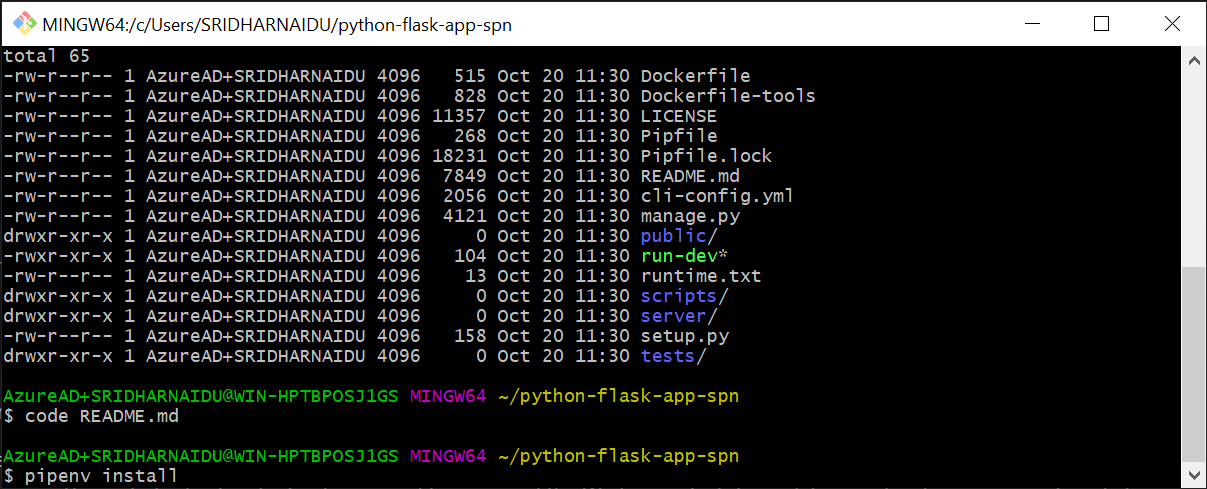 MINGW64:/c/Users/SRIDHARNAIDU/python-flask-app-spn
total 65
-rw-r--r-- 1 AzureAD+SRIDHARNAIDU 4096   515 Oct 20 11:30 Dockerfile
-rw-r--r-- 1 AzureAD+SRIDHARNAIDU 4096   828 Oct 20 11:30 Dockerfile-tools
-rw-r--r-- 1 AzureAD+SRIDHARNAIDU 4096 11357 Oct 20 11:30 LICENSE
-rw-r--r-- 1 AzureAD+SRIDHARNAIDU 4096   268 Oct 20 11:30 Pipfile
-rw-r--r-- 1 AzureAD+SRIDHARNAIDU 4096 18231 Oct 20 11:30 Pipfile.lock
-rw-r--r-- 1 AzureAD+SRIDHARNAIDU 4096  7849 Oct 20 11:30 README.md
-rw-r--r-- 1 AzureAD+SRIDHARNAIDU 4096  2056 Oct 20 11:30 cli-config.yml
-rw-r--r-- 1 AzureAD+SRIDHARNAIDU 4096  4121 Oct 20 11:30 manage.py
drwxr-xr-x 1 AzureAD+SRIDHARNAIDU 4096     0 Oct 20 11:30 public/
-rwxr-xr-x 1 AzureAD+SRIDHARNAIDU 4096   104 Oct 20 11:30 run-dev*
-rw-r--r-- 1 AzureAD+SRIDHARNAIDU 4096    13 Oct 20 11:30 runtime.txt
drwxr-xr-x 1 AzureAD+SRIDHARNAIDU 4096     0 Oct 20 11:30 scripts/
drwxr-xr-x 1 AzureAD+SRIDHARNAIDU 4096     0 Oct 20 11:30 server/
-rw-r--r-- 1 AzureAD+SRIDHARNAIDU 4096   158 Oct 20 11:30 setup.py
drwxr-xr-x 1 AzureAD+SRIDHARNAIDU 4096     0 Oct 20 11:30 tests/
AzureAD+SRIDHARNAIDU@WIN-HPTBPOSJ1GS MINGW64 ~/python-flask-app-spn
$ code README.md
AzureAD+SRIDHARNAIDU@WIN-HPTBPOSJ1GS MINGW64 ~/python-flask-app-spn
$ pipenv install